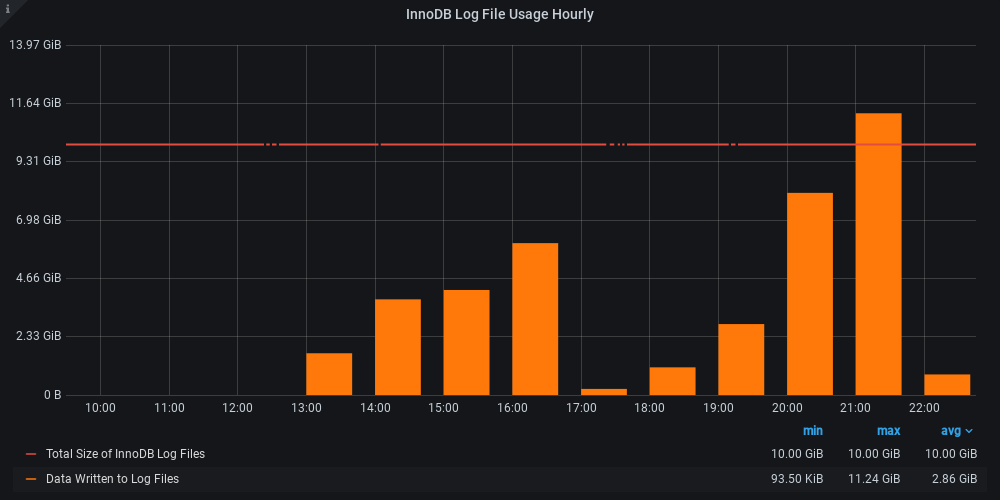 i
InnoDB Log File Usage Hourly
13.97 GiB
11.64 GiB
9.31 GiB
6.98 GiB
4.66 GiB
2.33 GiB
0 B
10:00 11:00 12:00 13:00 14:00 15:00 16:00 17:00 18:00 19:00 20:00 21:00 22:00
min max avg
Total Size of InnoDB Log Files 10.00 GiB 10.00 GiB 10.00 GiB
Data Written to Log Files 93.50 KiB 11.24 GiB 2.86 GiB